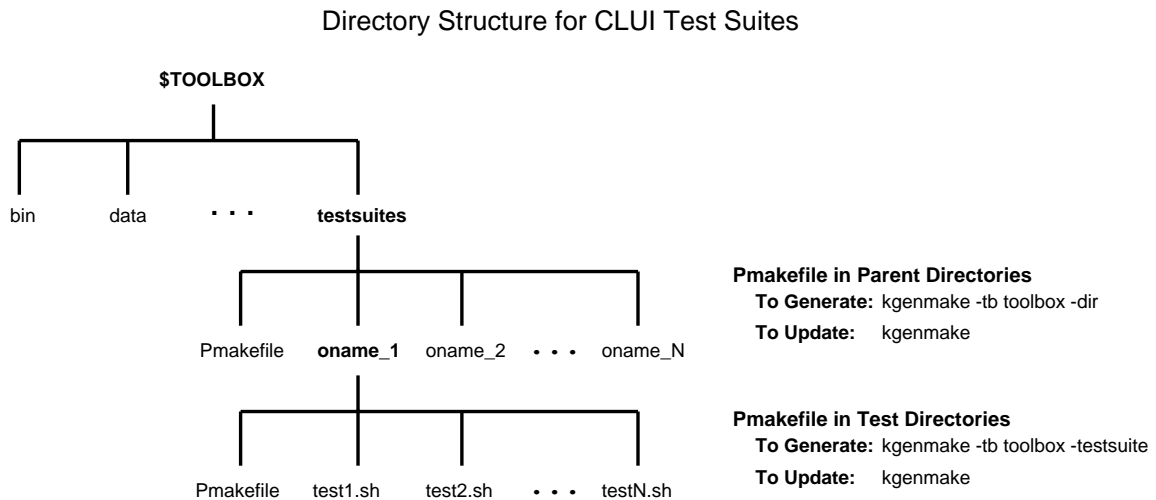 Directory Structure for CLUI Test Suites
$TOOLBOX
bin data . . . testsuites
Pmakefile in Parent Directories
To Generate: kgenmake -tb toolbox -dir
To Update: kgenmake
Pmakefile oname_1 oname_2 . . . oname_N
Pmakefile in Test Directories
To Generate: kgenmake -tb toolbox -testsuite
To Update: kgenmake
Pmakefile test1.sh test2.sh . . . testN.sh